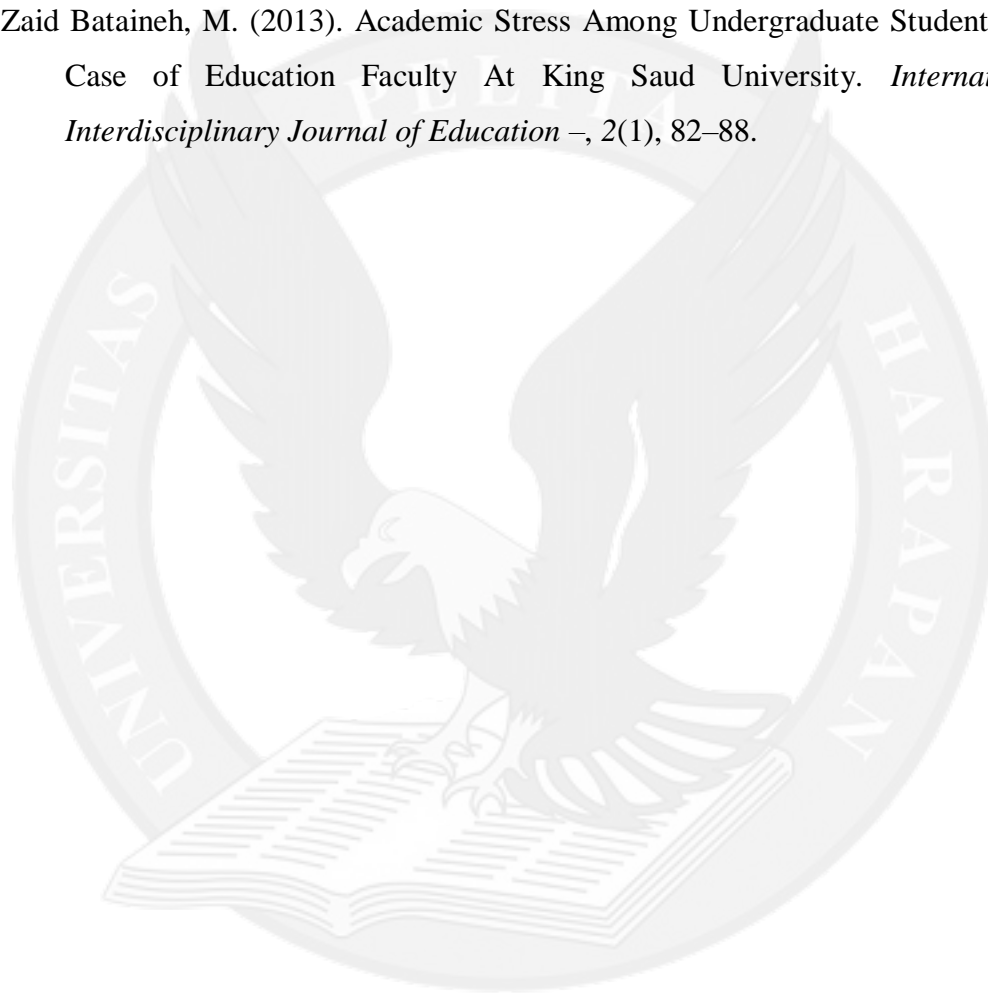 Zaid Bataineh, M. (2013). Academic Stress Among Undergraduate Student
Case of Education Faculty At King Saud University.
Interdisciplinary Journal of Education –, 2(1), 82–88.
PELITA
UNIVERSITAS
HARAPAN